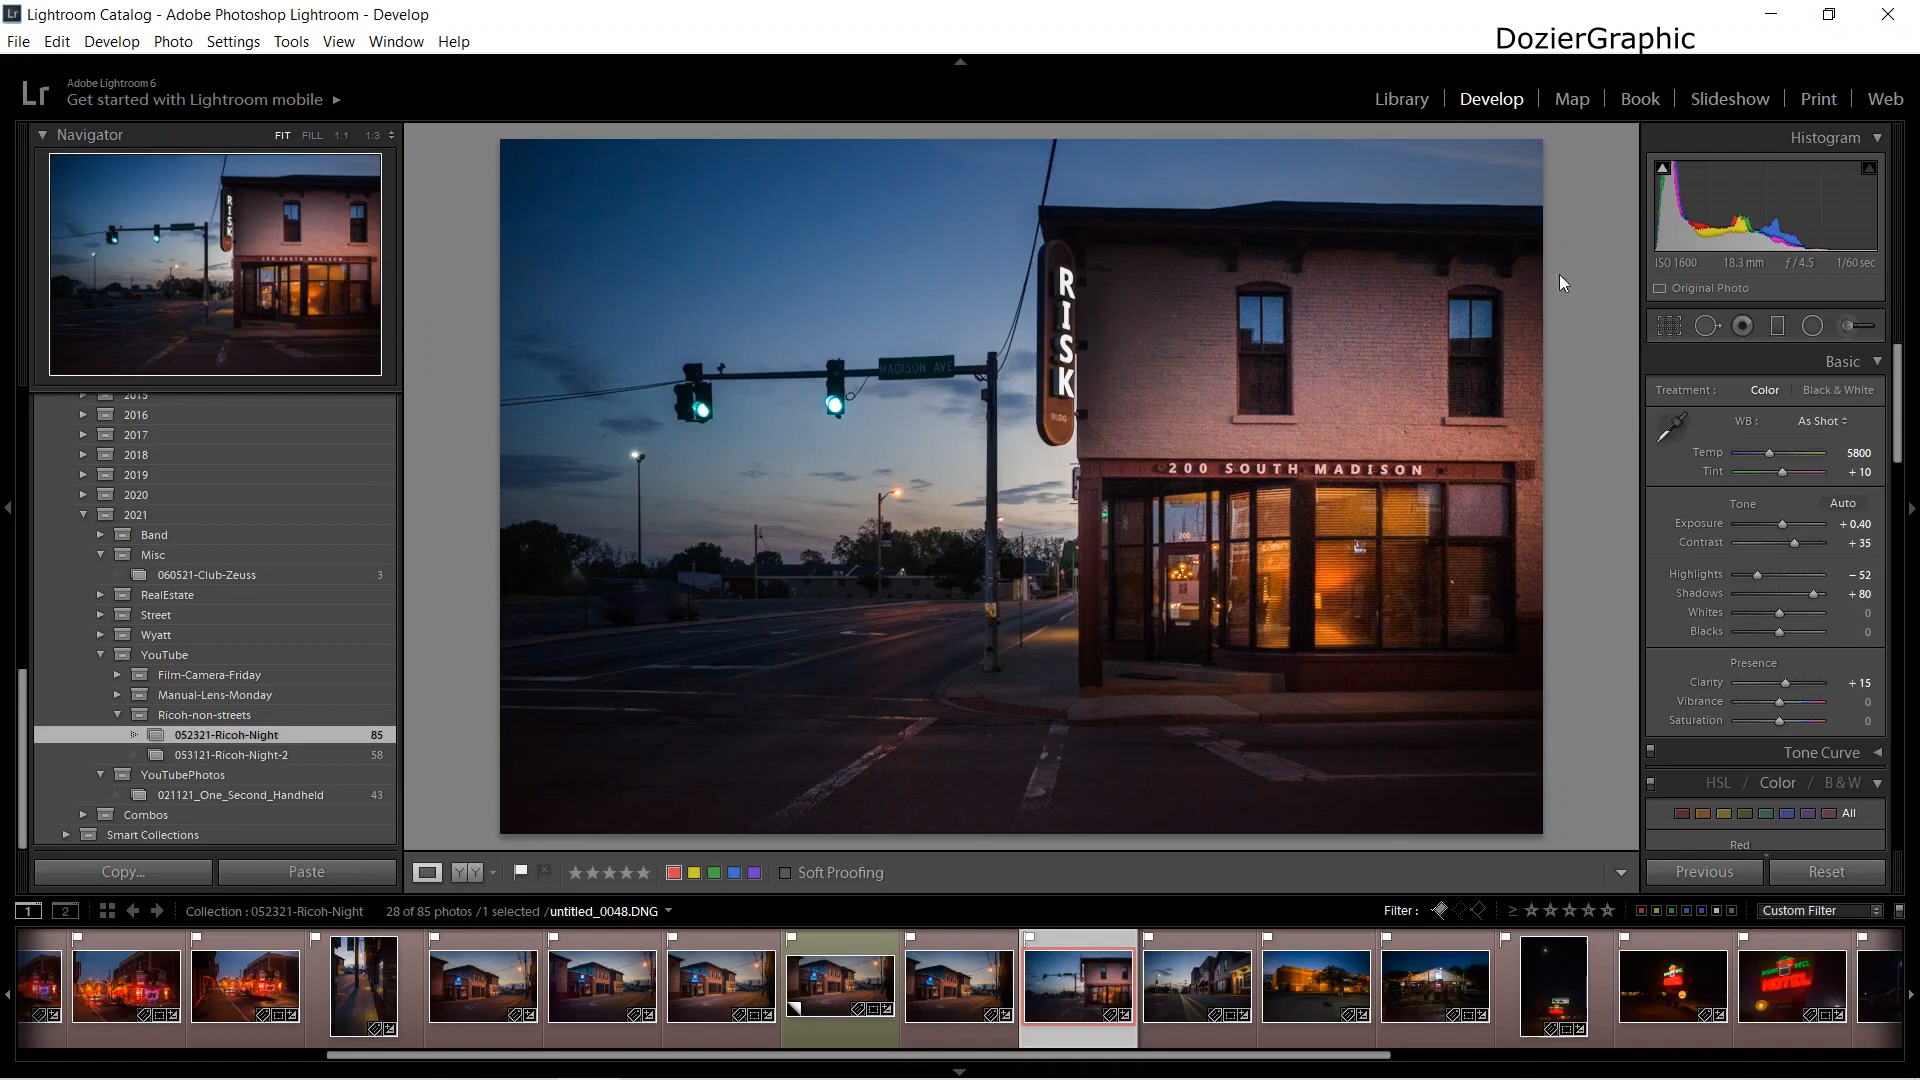 Lightroom Catalog - Adobe Photoshop Lightroom - Develop
File Edit Develop Photo Settings Tools View Window Help
DozierGraphic
Lr
Adobe Lightroom 6
Get started with Lightroom mobile
Library Develop Map Book Slideshow Print Web
Navigator FIT FILL 1:1 1:3
2015
2016
2017
2018
2019
2020
2021
Band
Misc
060521-Club-Zeuss 3
RealEstate
Street
Wyatt
YouTube
Film-Camera-Friday
Manual-Lens-Monday
Ricoh-non-streets
052321-Ricoh-Night 85
053121-Ricoh-Night-2 58
YouTubePhotos
021121_One_Second_Handheld 43
Combos
Smart Collections
Copy... Paste
RISK
BLDG
MADISON AVE
200 SOUTH MADISON
200
Histogram
ISO 1600 18.3 mm ƒ/4.5 1/60 sec
Original Photo
Basic
Treatment : Color Black & White
WB : As Shot
Temp 5800
Tint + 10
Tone Auto
Exposure + 0.40
Contrast + 35
Highlights − 52
Shadows + 80
Whites 0
Blacks 0
Presence
Clarity + 15
Vibrance 0
Saturation 0
Tone Curve
HSL / Color / B & W
All
Red
Previous Reset
Soft Proofing
1 2 Collection : 052321-Ricoh-Night 28 of 85 photos / 1 selected / untitled_0048.DNG
Filter : Custom Filter